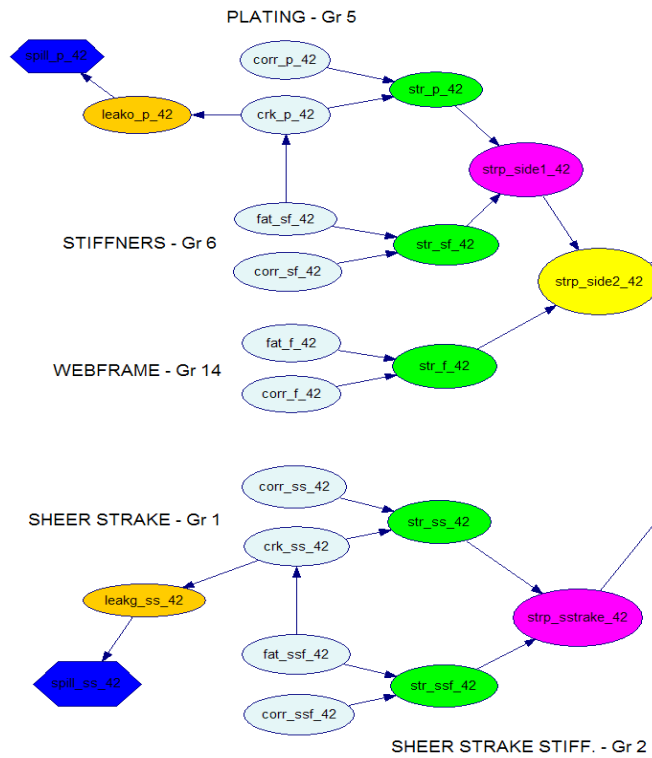 PLATING - Gr 5
spill_p_42
corr_p_42
str_p_42
leako_p_42
crk_p_42
strp_side1_42
fat_sf_42
STIFFNERS - Gr 6
str_sf_42
corr_sf_42
strp_side2_42
fat_f_42
WEBFRAME - Gr 14
str_f_42
corr_f_42
corr_ss_42
SHEER STRAKE - Gr 1
str_ss_42
crk_ss_42
leakg_ss_42
strp_sstrake_42
fat_ssf_42
spill_ss_42
str_ssf_42
corr_ssf_42
SHEER STRAKE STIFF. - Gr 2